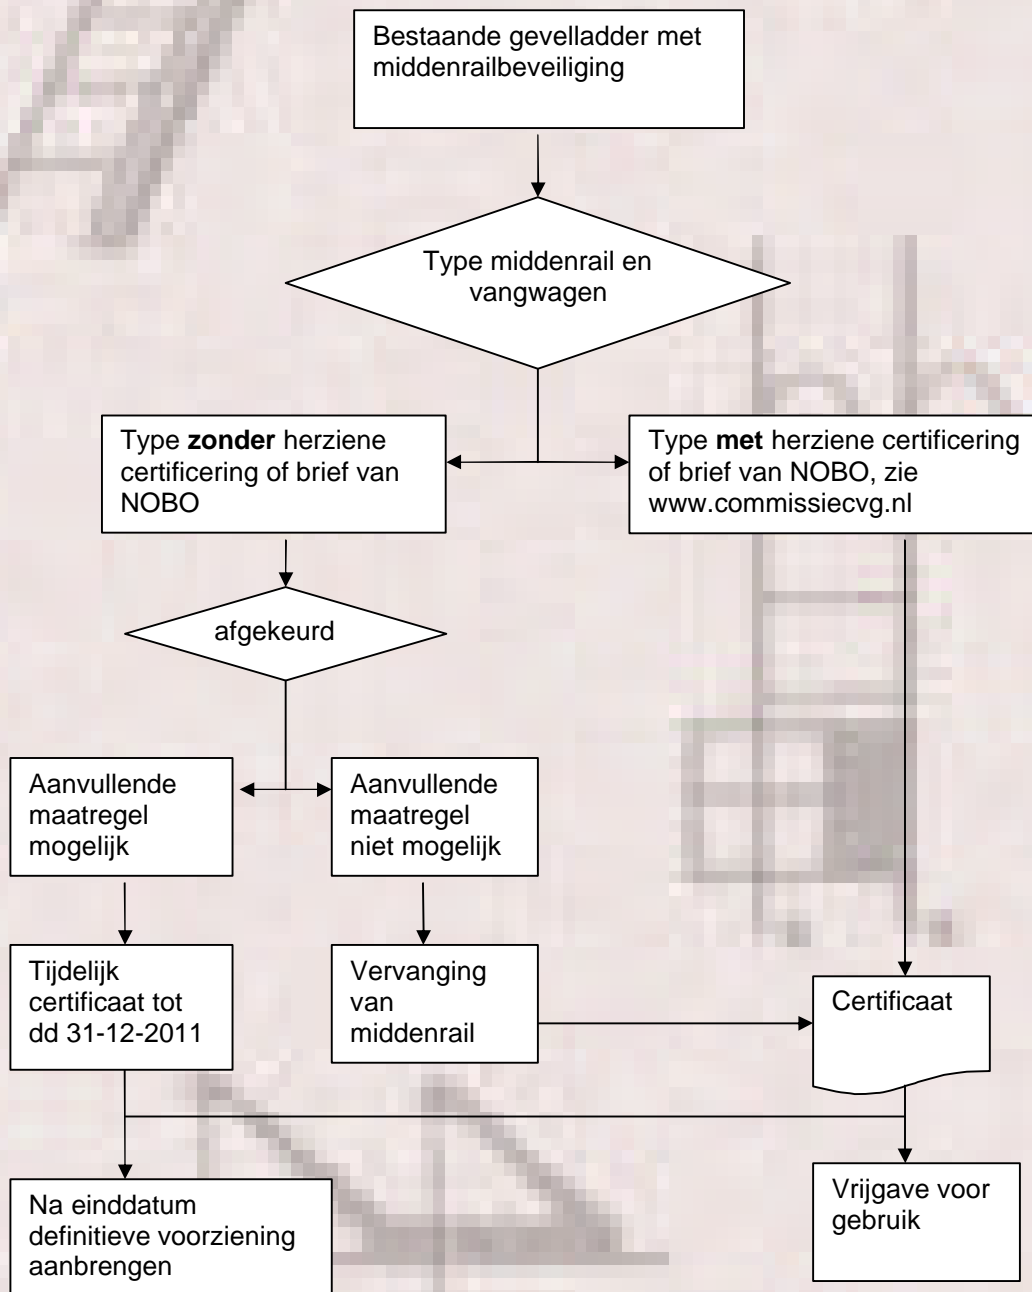 Bestaande gevelladder met
middenrailbeveiliging
Type middenrail en
vangwagen
Type zonder herziene
certificering of brief van
NOBO
Type met herziene certificering
of brief van NOBO, zie
www.commissiecvg.nl
afgekeurd
Aanvullende
maatregel
mogelijk
Aanvullende
maatregel
niet mogelijk
Tijdelijk
certificaat tot
dd 31-12-2011
Vervanging
van
middenrail
Certificaat
Na einddatum
definitieve voorziening
aanbrengen
Vrijgave voor
gebruik